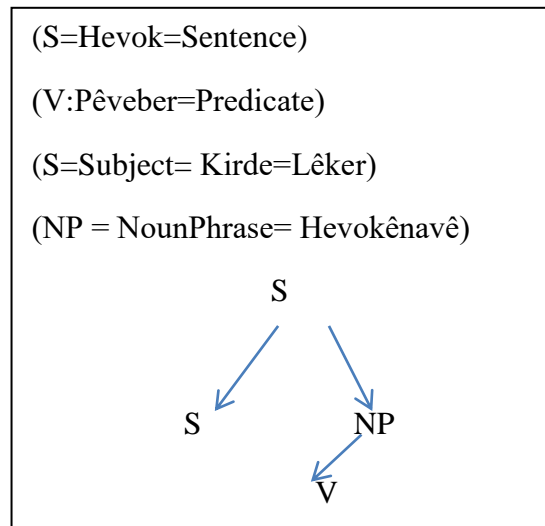 (S=Hevok=Sentence)
(V:Pêveber=Predicate)
(S=Subject= Kirde=Lêker)
(NP = NounPhrase= Hevokênavê)
S
S NP
V